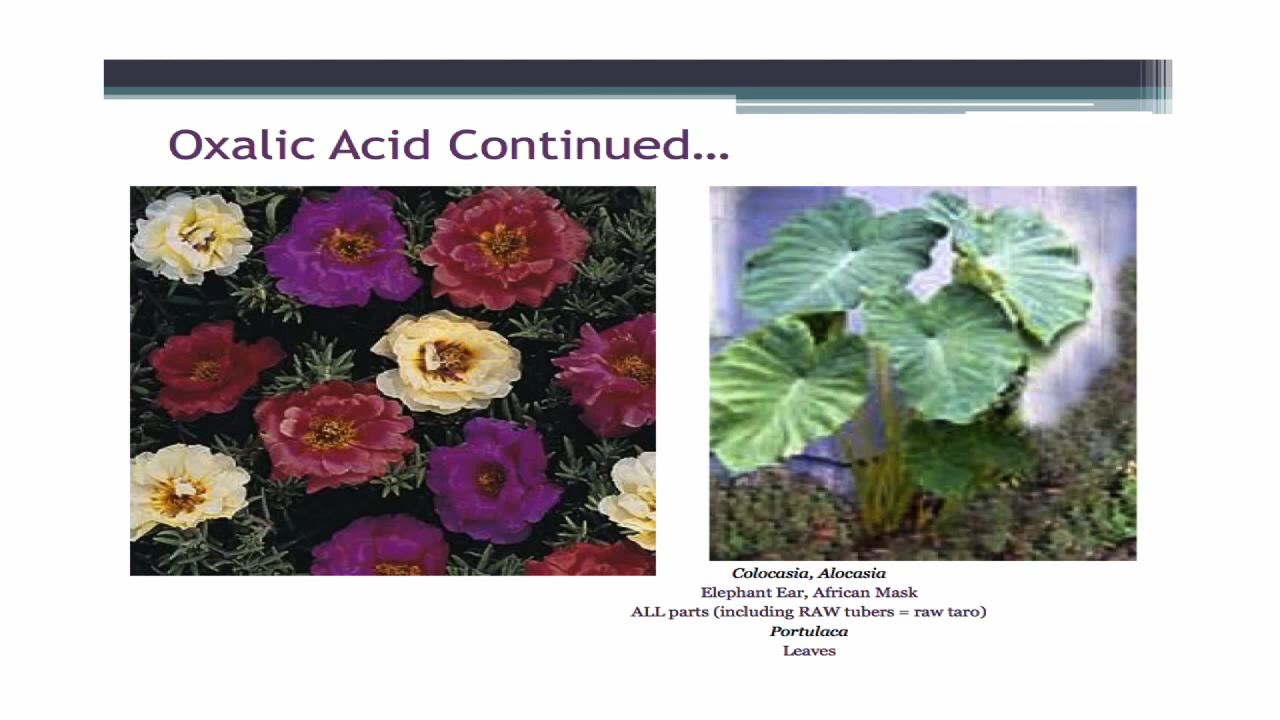 Oxalic Acid Continued...
Colocasia, Alocasia
Elephant Ear, African Mask
ALL parts (including RAW tubers = raw taro)
Portulaca
Leaves